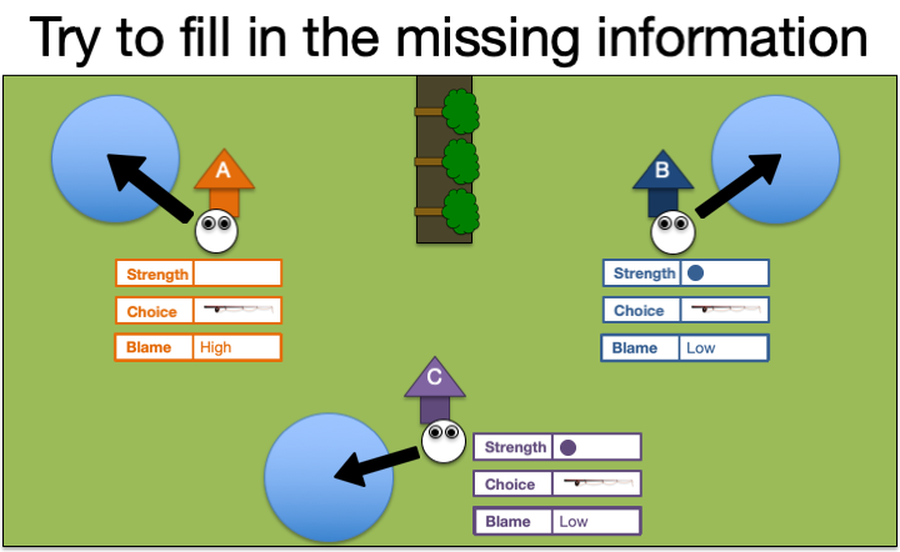 Try to fill in the missing information
A
B
Strength
Choice
Blame High
Strength
Choice
Blame Low
C
Strength
Choice
Blame Low